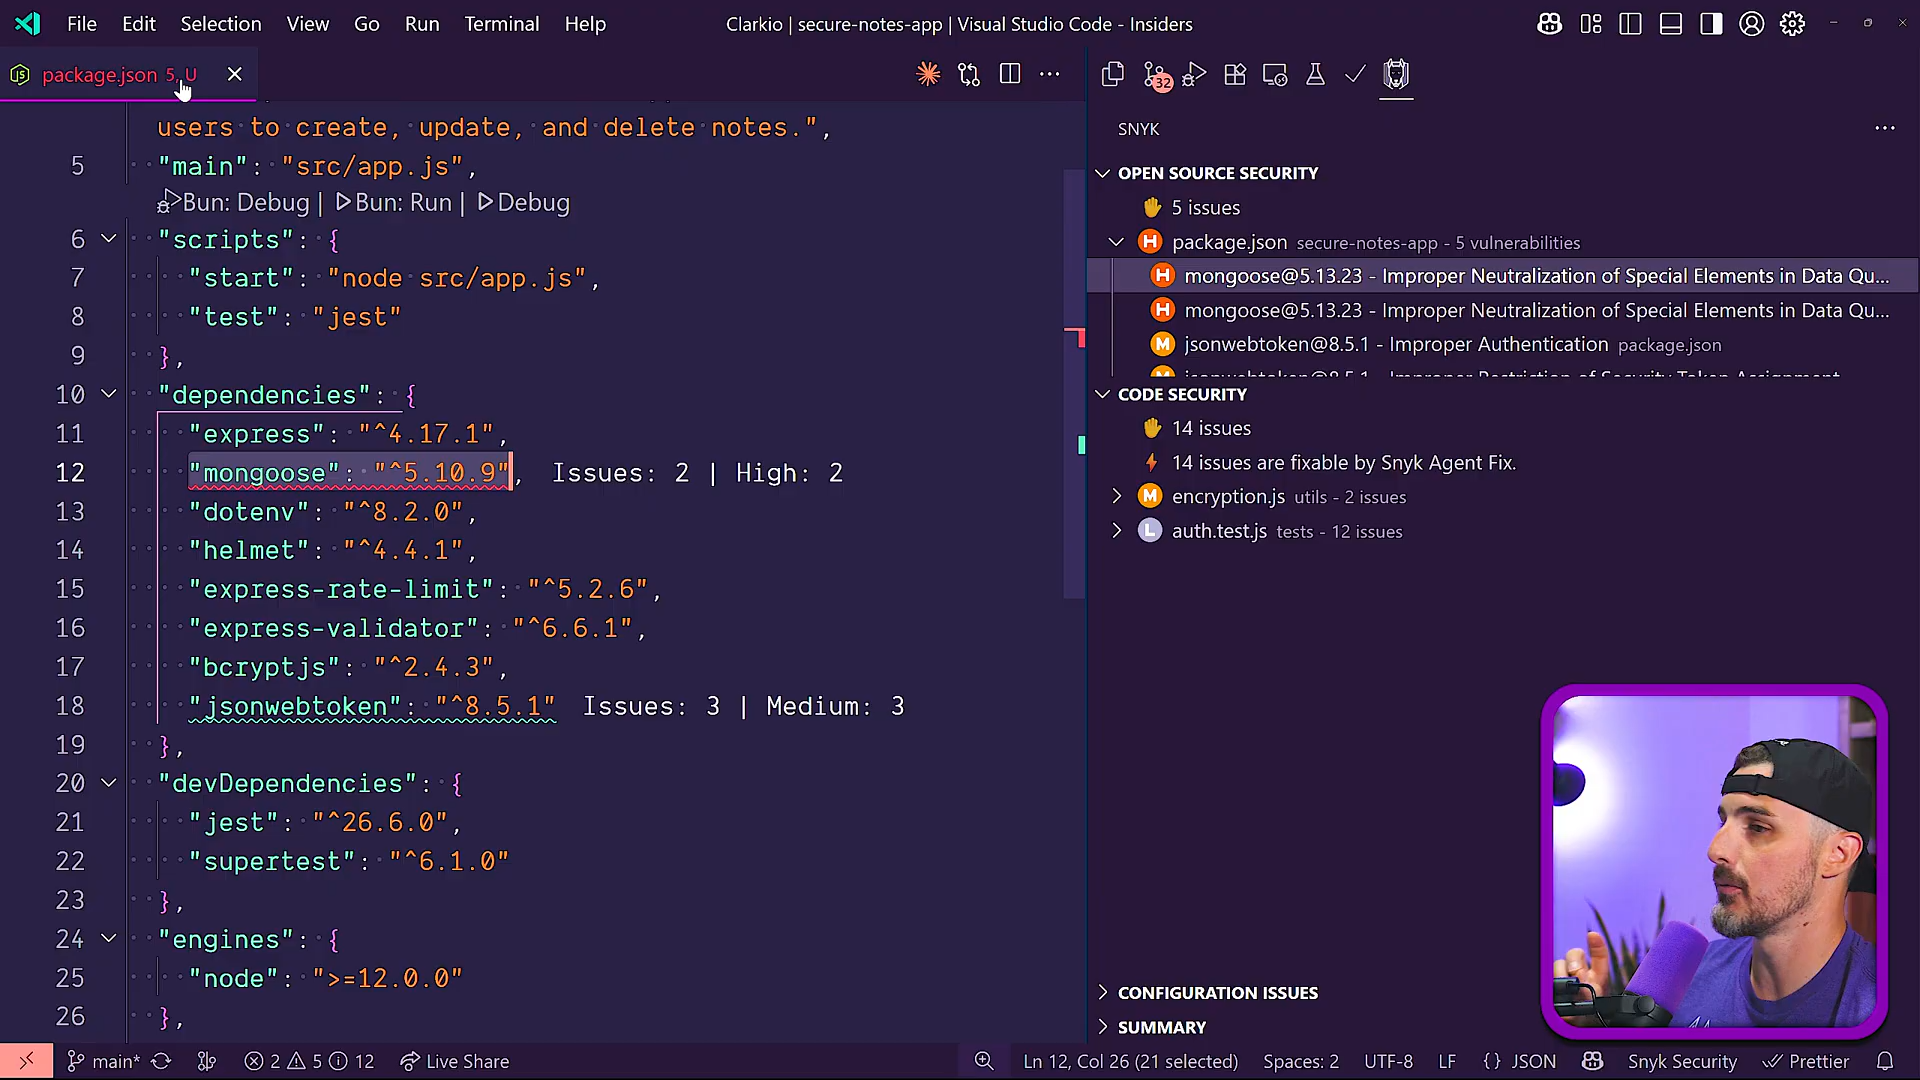 File Edit Selection View Go Run Terminal Help
Clarkio | secure-notes-app | Visual Studio Code - Insiders
package.json 5, U
users to create, update, and delete notes.",
5 "main": "src/app.js",
Bun: Debug | Bun: Run | Debug
6 "scripts": {
7 "start": "node src/app.js",
8 "test": "jest"
9 },
10 "dependencies": {
11 "express": "^4.17.1",
12 "mongoose": "^5.10.9", Issues: 2 | High: 2
13 "dotenv": "^8.2.0",
14 "helmet": "^4.4.1",
15 "express-rate-limit": "^5.2.6",
16 "express-validator": "^6.6.1",
17 "bcryptjs": "^2.4.3",
18 "jsonwebtoken": "^8.5.1" Issues: 3 | Medium: 3
19 },
20 "devDependencies": {
21 "jest": "^26.6.0",
22 "supertest": "^6.1.0"
23 },
24 "engines": {
25 "node": ">=12.0.0"
26 },
32
SNYK
OPEN SOURCE SECURITY
5 issues
H package.json secure-notes-app - 5 vulnerabilities
H mongoose@5.13.23 - Improper Neutralization of Special Elements in Data Qu...
H mongoose@5.13.23 - Improper Neutralization of Special Elements in Data Qu...
M jsonwebtoken@8.5.1 - Improper Authentication package.json
M jsonwebtoken@8.5.1 - Improper Restriction of Security Token Assignment
CODE SECURITY
14 issues
14 issues are fixable by Snyk Agent Fix.
M encryption.js utils - 2 issues
L auth.test.js tests - 12 issues
CONFIGURATION ISSUES
SUMMARY
main* 2 5 12 Live Share
Ln 12, Col 26 (21 selected) Spaces: 2 UTF-8 LF {} JSON Snyk Security Prettier